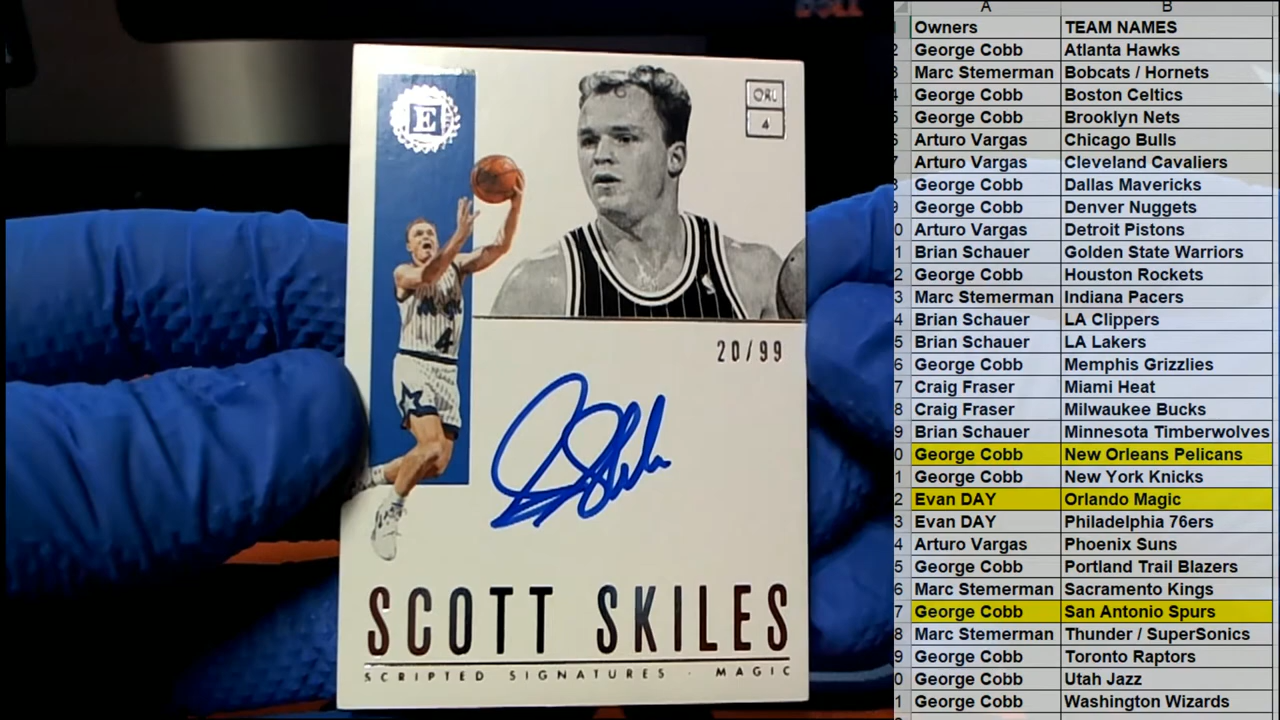 E
ORL
4
4
20/99
SCOTT SKILES
SCRIPTED SIGNATURES · MAGIC
A B
Owners TEAM NAMES
George Cobb Atlanta Hawks
Marc Stemerman Bobcats / Hornets
George Cobb Boston Celtics
George Cobb Brooklyn Nets
Arturo Vargas Chicago Bulls
Arturo Vargas Cleveland Cavaliers
George Cobb Dallas Mavericks
George Cobb Denver Nuggets
Arturo Vargas Detroit Pistons
Brian Schauer Golden State Warriors
George Cobb Houston Rockets
Marc Stemerman Indiana Pacers
Brian Schauer LA Clippers
Brian Schauer LA Lakers
George Cobb Memphis Grizzlies
Craig Fraser Miami Heat
Craig Fraser Milwaukee Bucks
Brian Schauer Minnesota Timberwolves
George Cobb New Orleans Pelicans
George Cobb New York Knicks
Evan DAY Orlando Magic
Evan DAY Philadelphia 76ers
Arturo Vargas Phoenix Suns
George Cobb Portland Trail Blazers
Marc Stemerman Sacramento Kings
George Cobb San Antonio Spurs
Marc Stemerman Thunder / SuperSonics
George Cobb Toronto Raptors
George Cobb Utah Jazz
George Cobb Washington Wizards